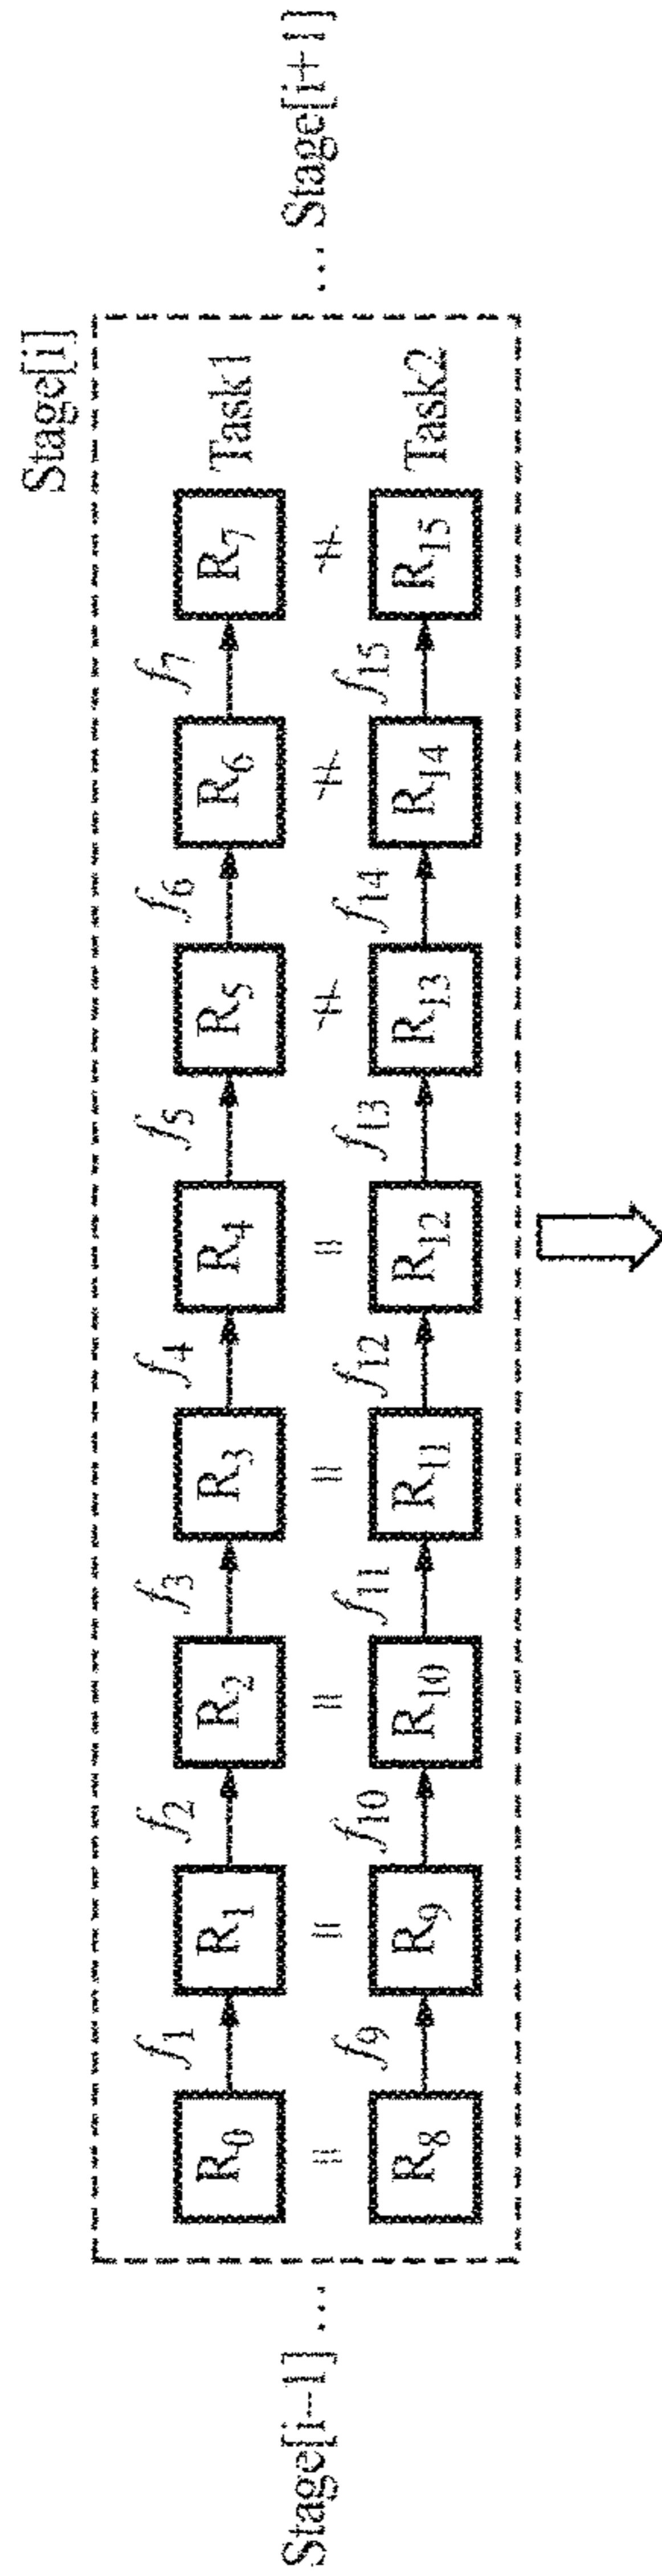 Stage[i]
f₁ f₂ f₃ f₄ f₅ f₆ f₇
R₀ R₁ R₂ R₃ R₄ R₅ R₆ R₇ Task1
= = = = = ≠ ≠ ≠
Stage[i-1] ... ... Stage[i+1]
f₉ f₁₀ f₁₁ f₁₂ f₁₃ f₁₄ f₁₅
R₈ R₉ R₁₀ R₁₁ R₁₂ R₁₃ R₁₄ R₁₅ Task2